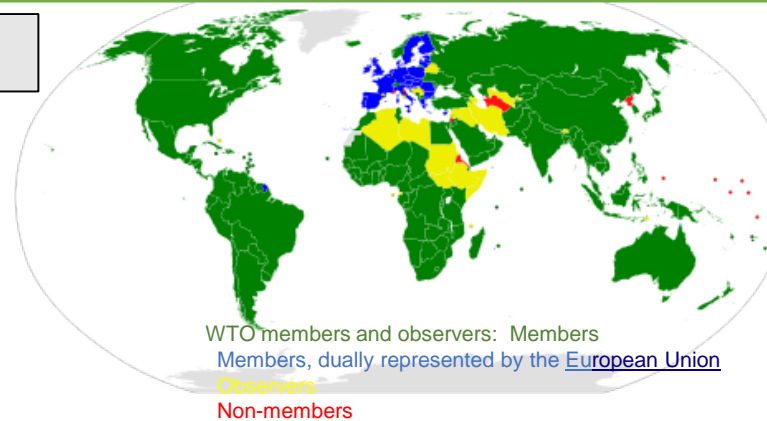 WTO members and observers: Members
Members, dually represented by the European Union
Observers
Non-members